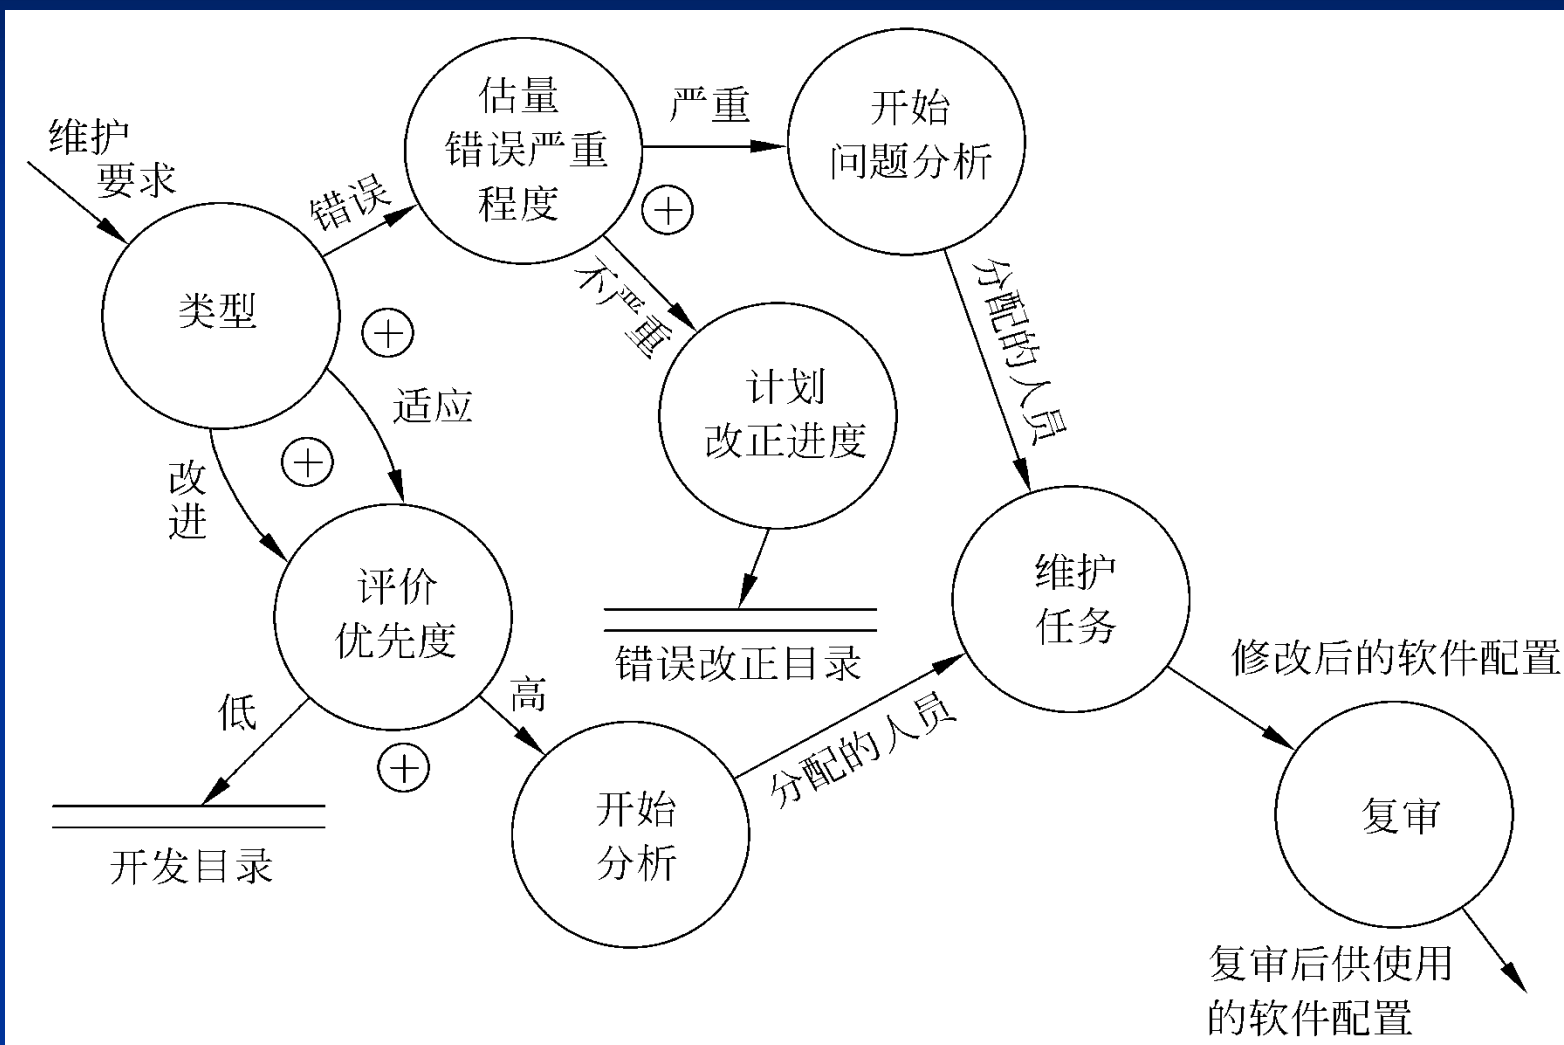 维护
要求
类型
错误
估量
错误严重
程度
严重
开始
问题分析
不严重
计划
改正进度
分配的人员
适应
改
进
评价
优先度
错误改正目录
维护
任务
低
高
开发目录
开始
分析
分配的人员
修改后的软件配置
复审
复审后供使用
的软件配置